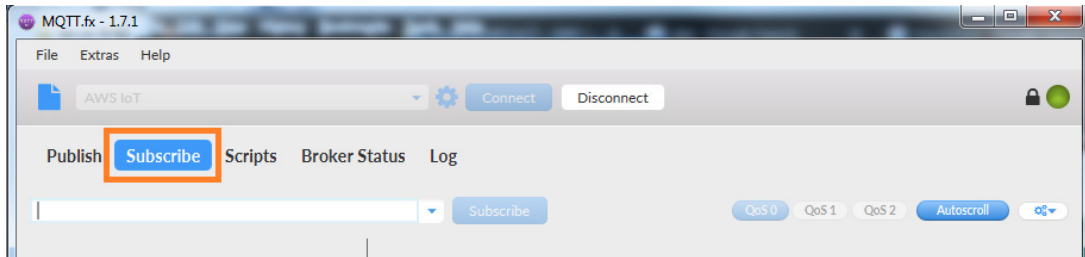 MQTT.fx - 1.7.1
File Extras Help
AWS IoT Connect Disconnect
Publish Subscribe Scripts Broker Status Log
Subscribe QoS 0 QoS 1 QoS 2 Autoscroll